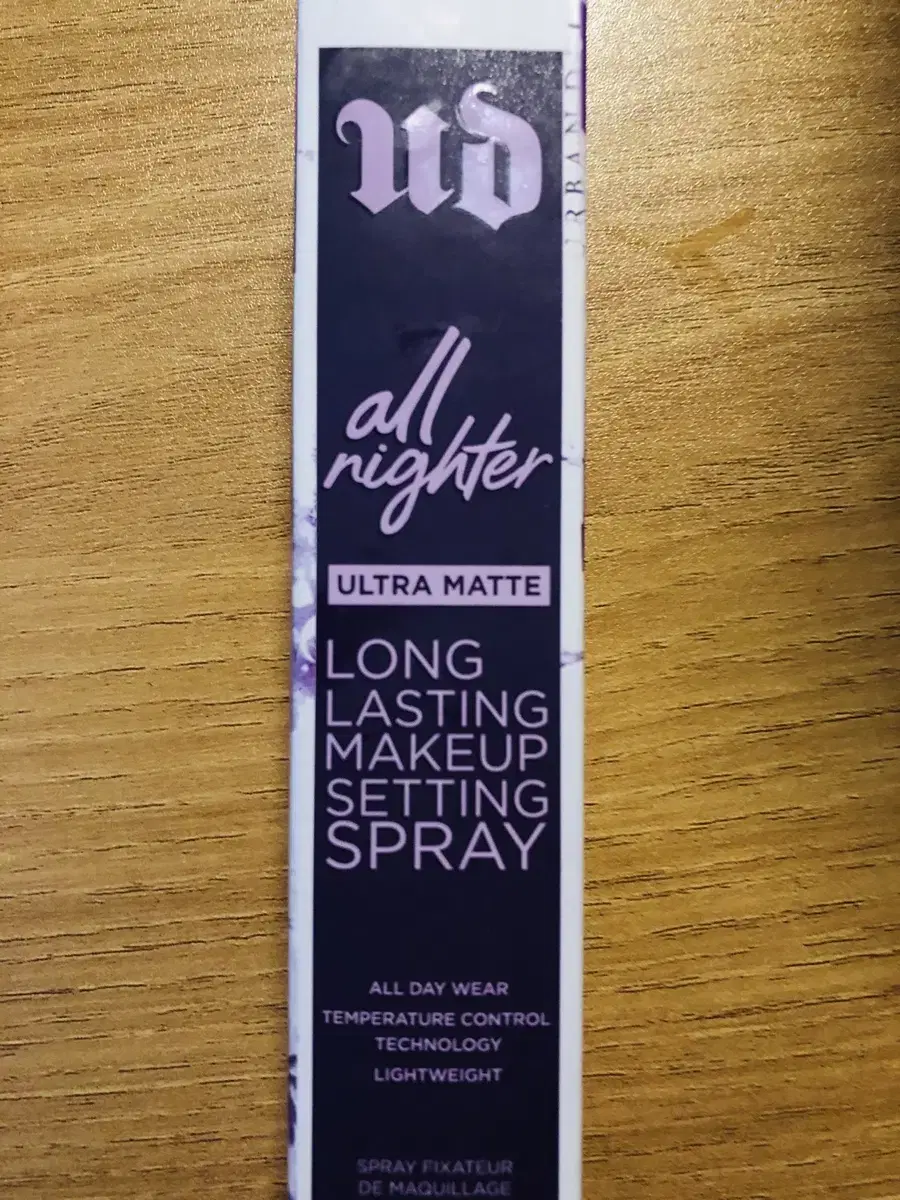 ud
all
nighter
ULTRA MATTE
LONG
LASTING
MAKEUP
SETTING
SPRAY
ALL DAY WEAR
TEMPERATURE CONTROL
TECHNOLOGY
LIGHTWEIGHT
SPRAY FIXATEUR
DE MAQUILLAGE